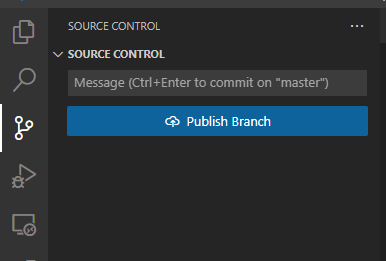 SOURCE CONTROL
SOURCE CONTROL
Message (Ctrl+Enter to commit on "master")
Publish Branch